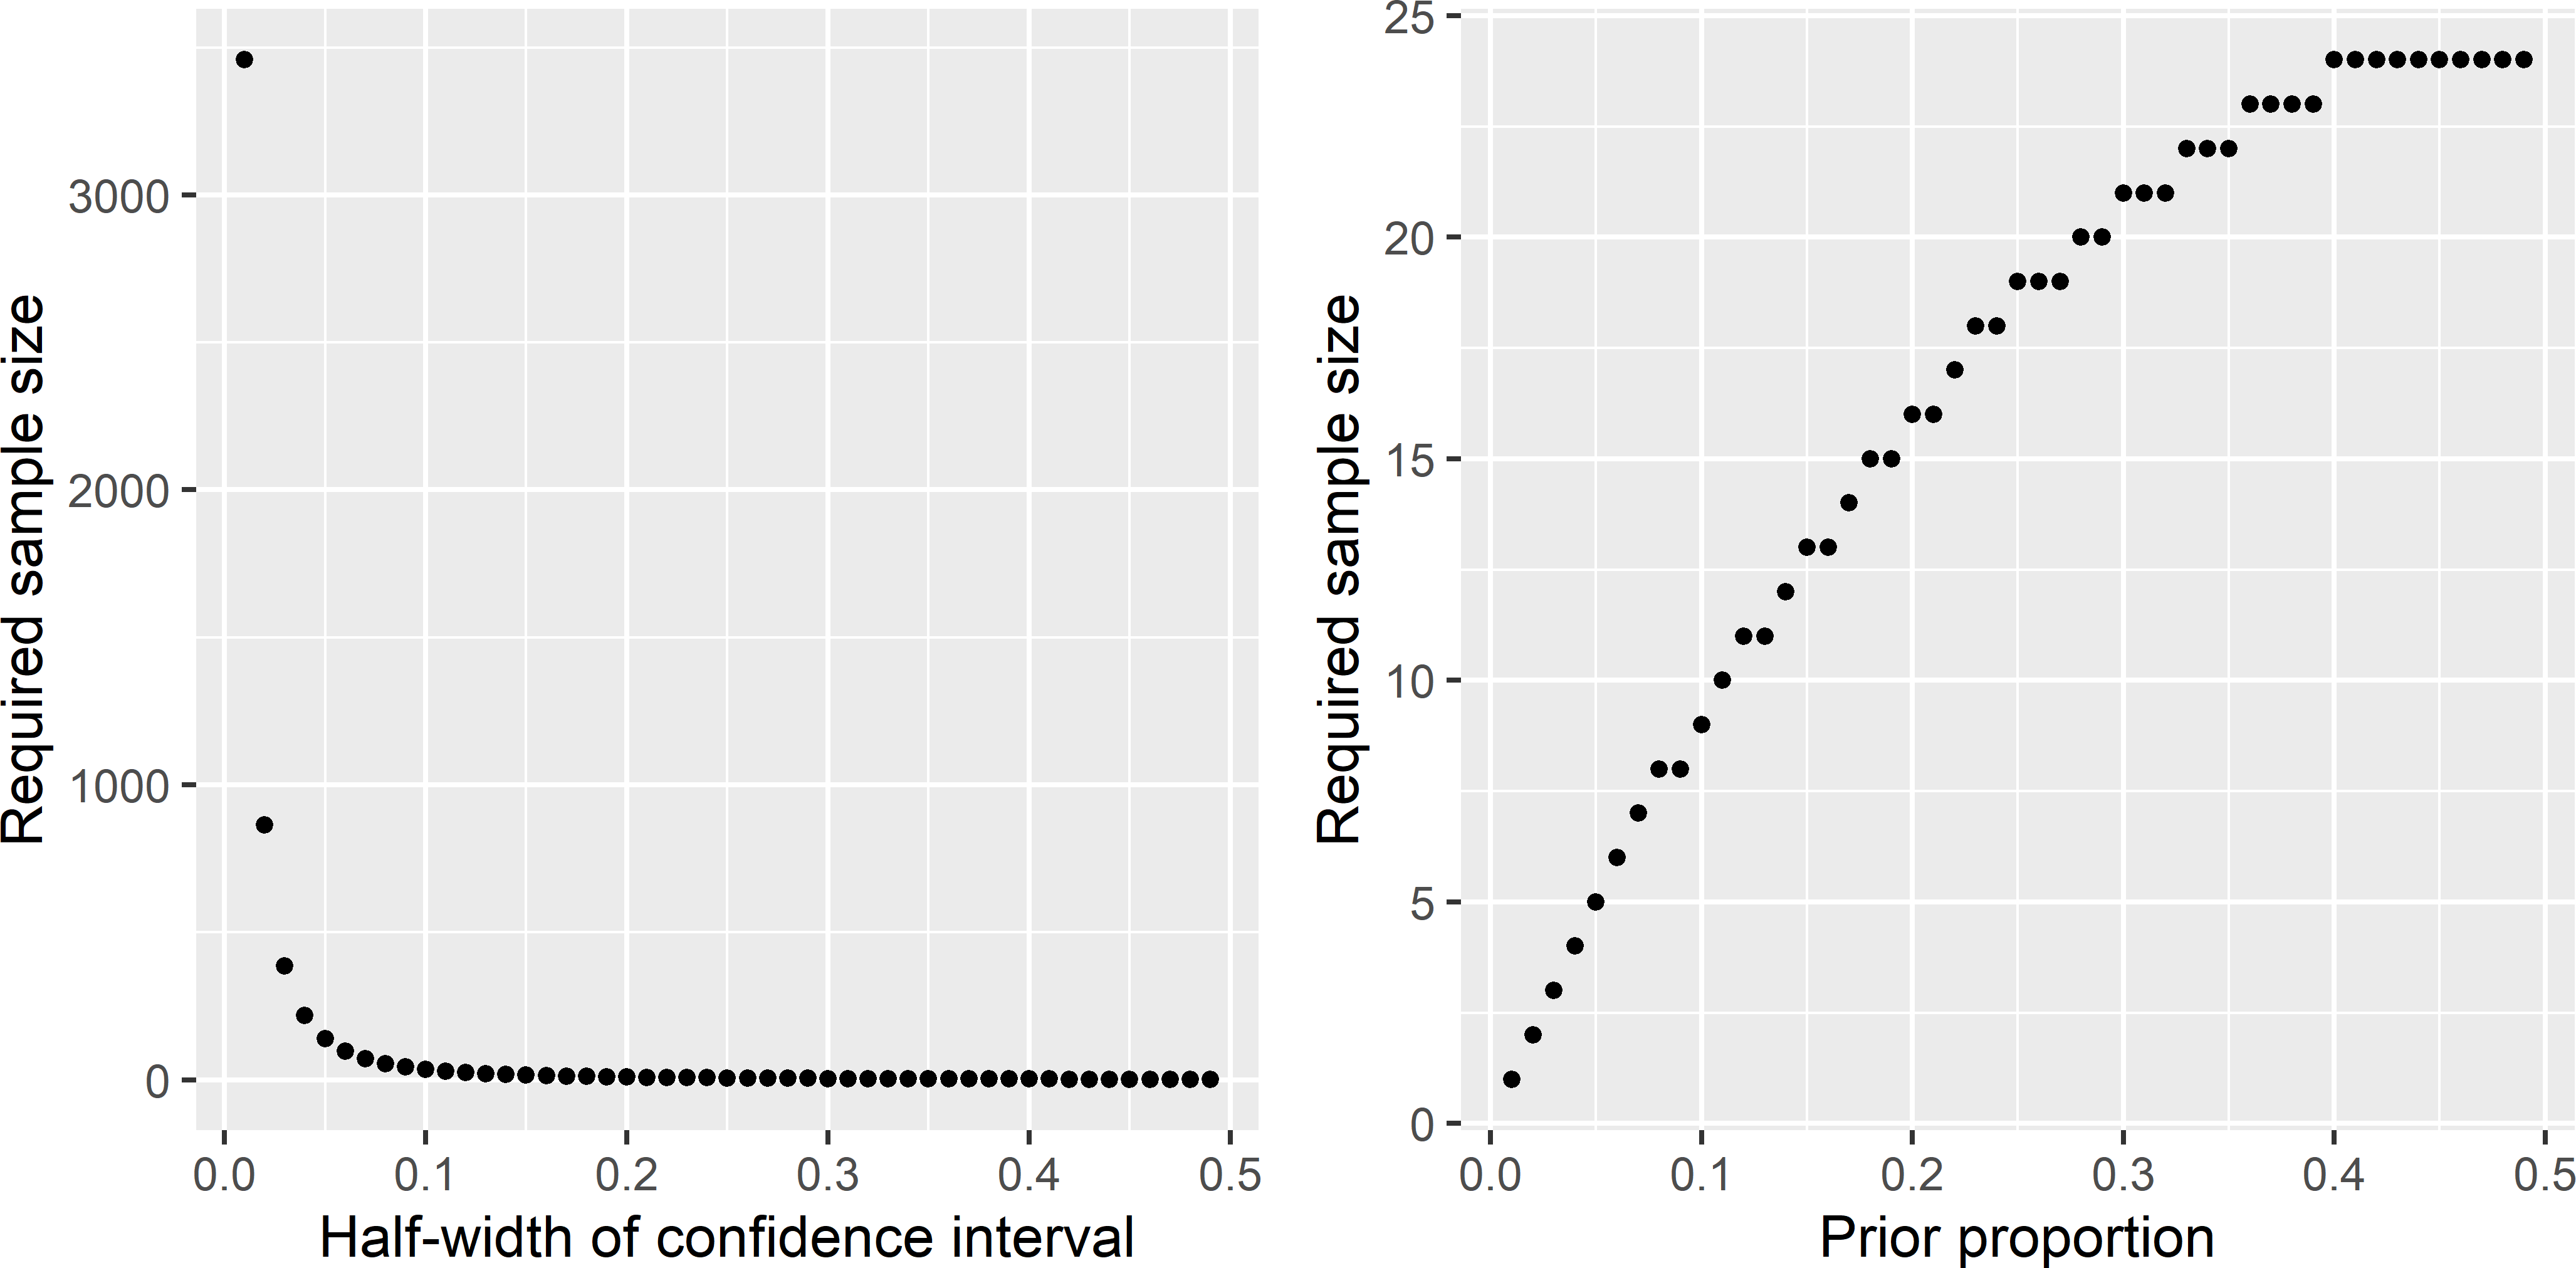 Required sample size
3000
2000
1000
0
0.0 0.1 0.2 0.3 0.4 0.5
Half-width of confidence interval
Required sample size
25
20
15
10
5
0
0.0 0.1 0.2 0.3 0.4 0.5
Prior proportion